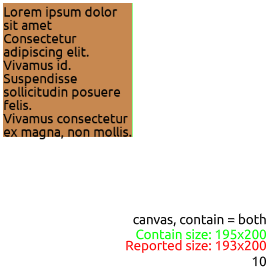 Lorem ipsum dolor
sit amet
Consectetur
adipiscing elit.
Vivamus id.
Suspendisse
sollicitudin posuere
felis.
Vivamus consectetur
ex magna, non mollis.
canvas, contain = both
Contain size: 195x200
Reported size: 193x200
10